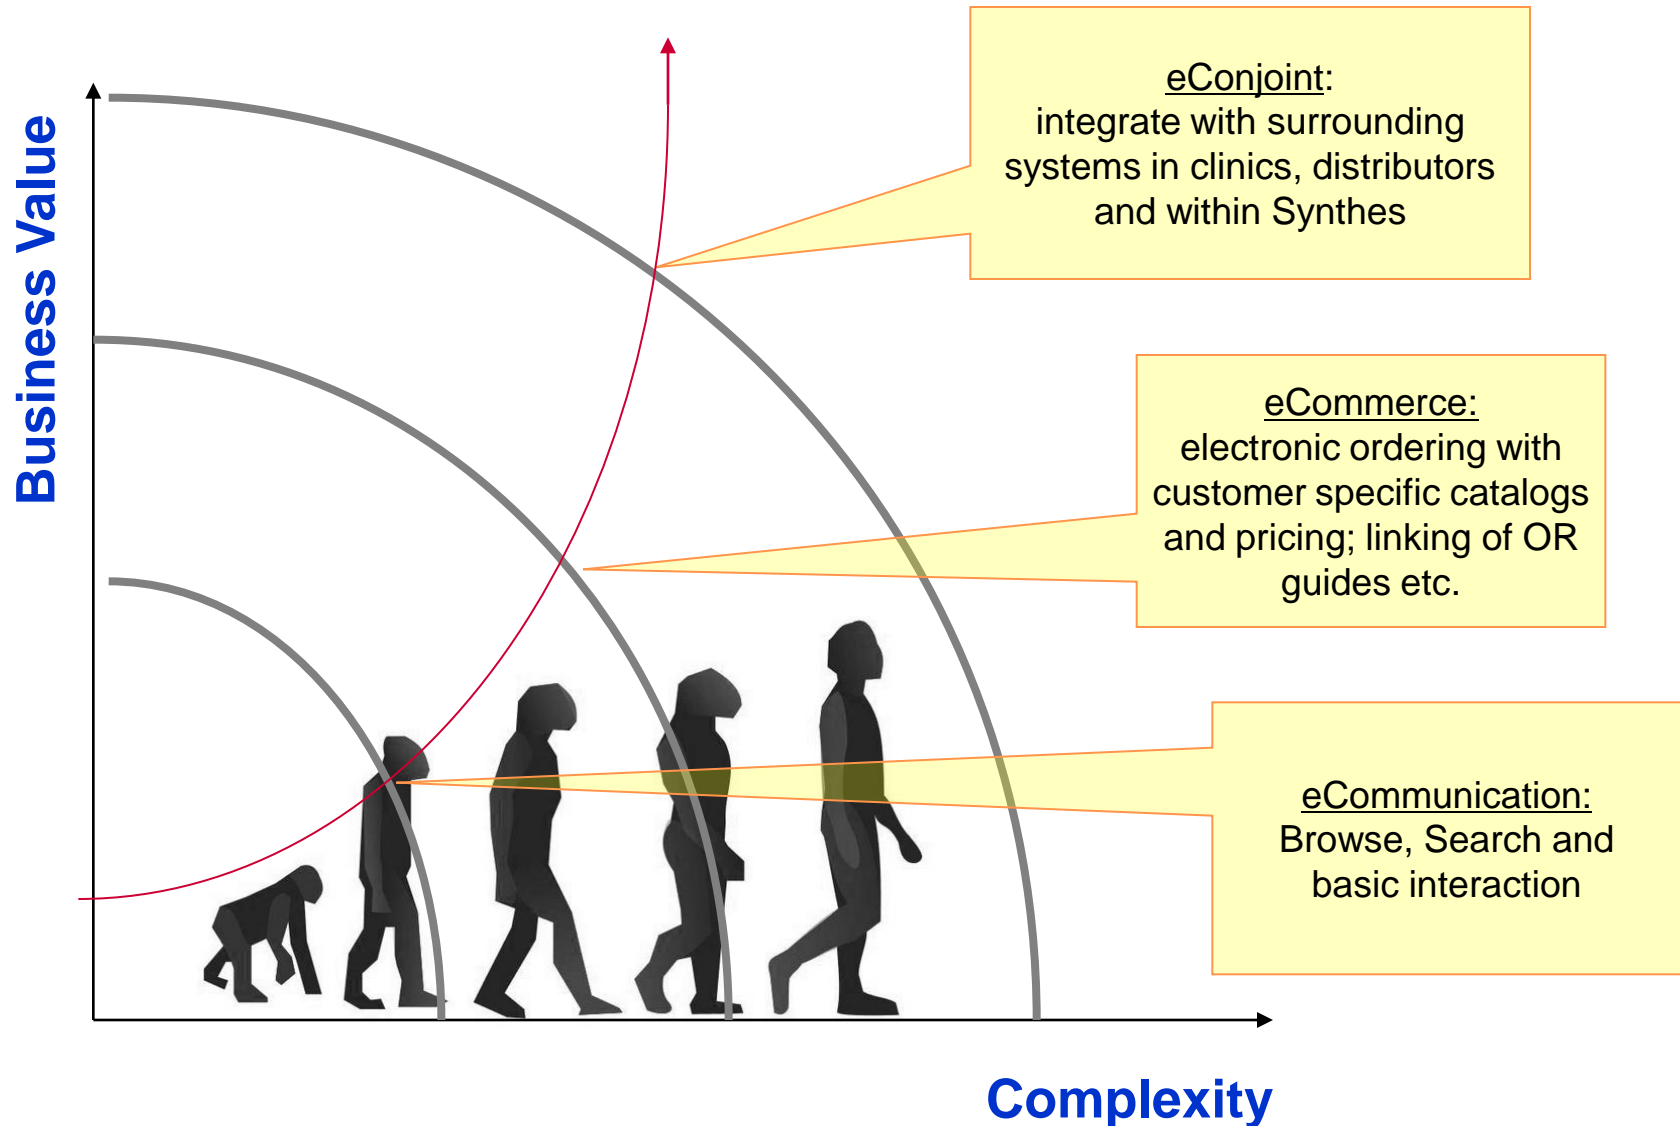 Business Value
eConjoint:
integrate with surrounding
systems in clinics, distributors
and within Synthes
eCommerce:
electronic ordering with
customer specific catalogs
and pricing; linking of OR
guides etc.
eCommunication:
Browse, Search and
basic interaction
Complexity